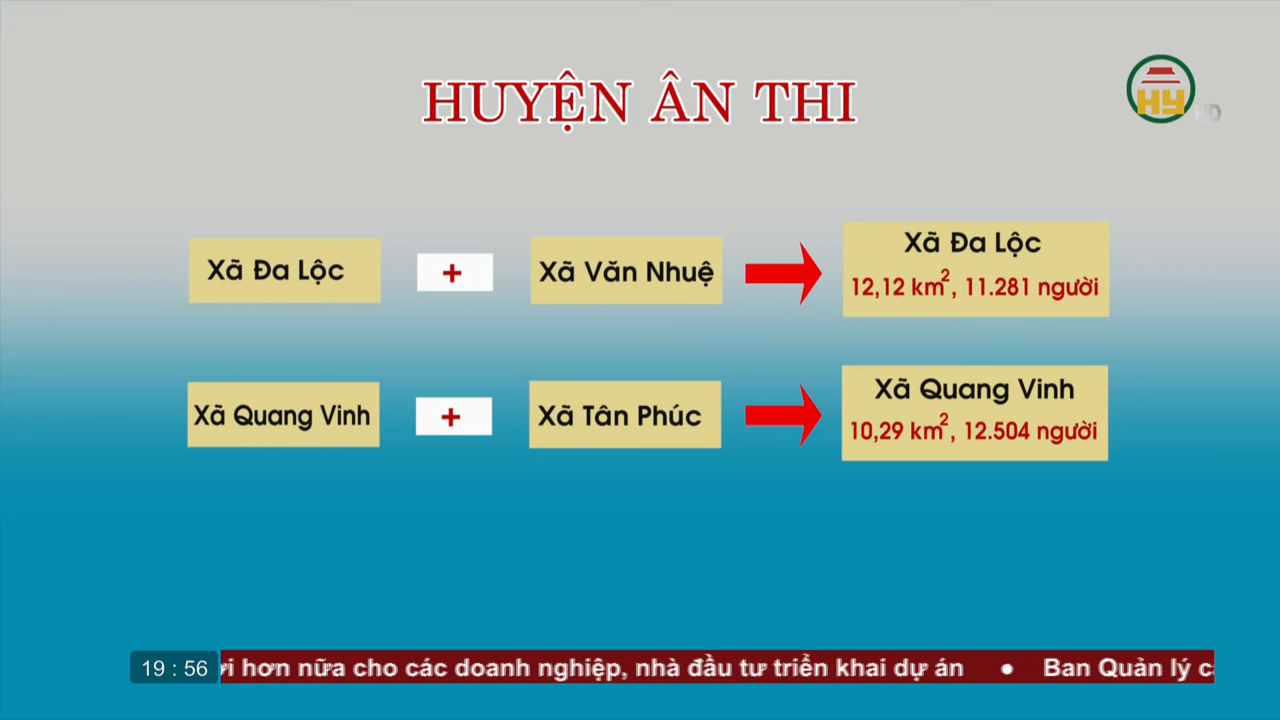 HUYỆN ÂN THI
HY HD
Xã Đa Lộc + Xã Văn Nhuệ Xã Đa Lộc
12,12 km², 11.281 người
Xã Quang Vinh + Xã Tân Phúc Xã Quang Vinh
10,29 km², 12.504 người
19 : 56 hơn nữa cho các doanh nghiệp, nhà đầu tư triển khai dự án ● Ban Quản lý